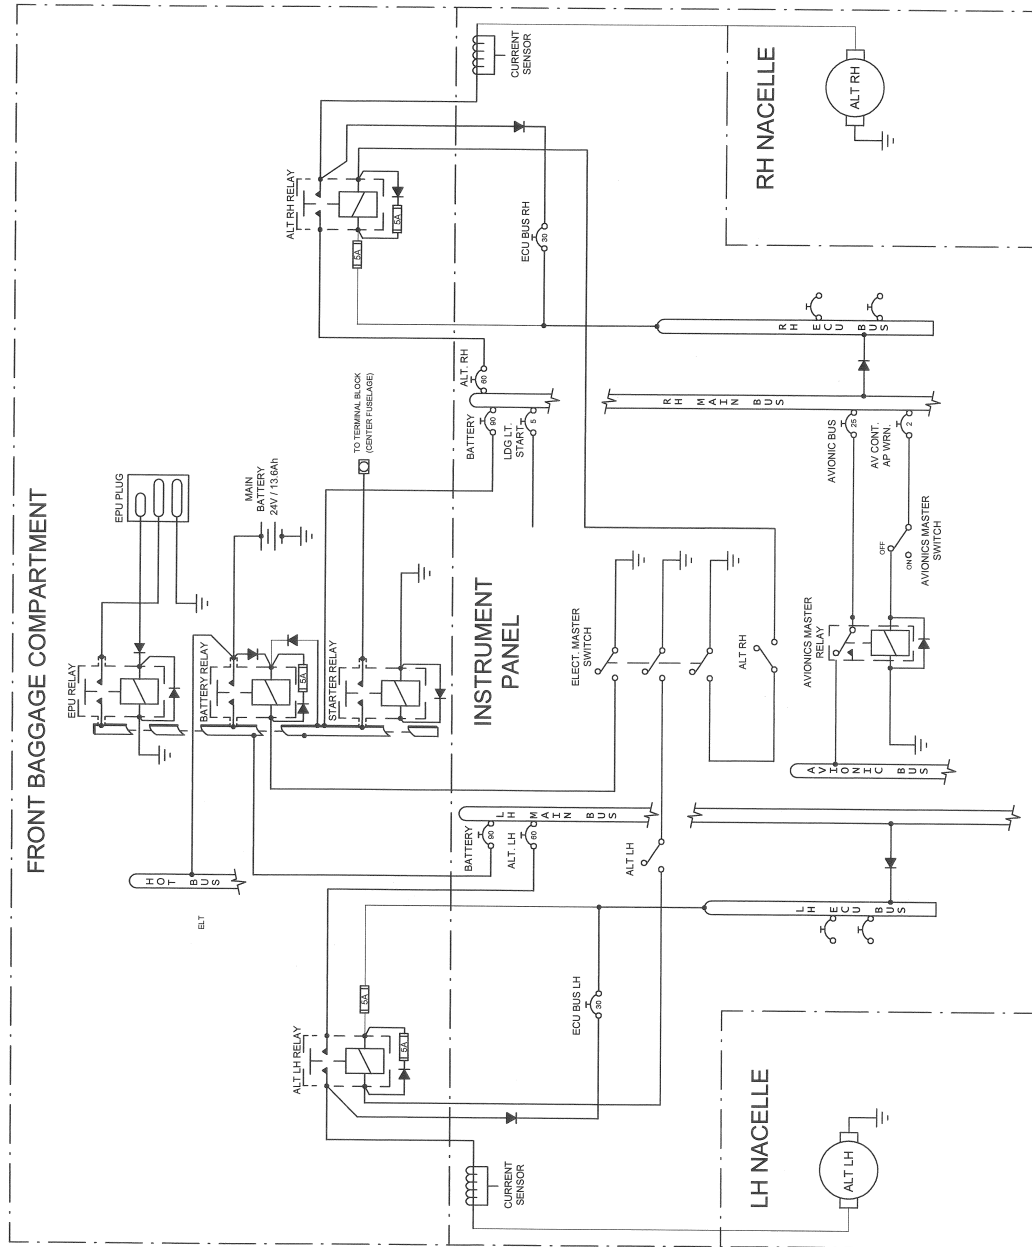 FRONT BAGGAGE COMPARTMENT
HOT BUS
ELT
EPU PLUG
EPU RELAY
BATTERY RELAY
5A
STARTER RELAY
MAIN
BATTERY
24V / 13.6Ah
TO TERMINAL BLOCK
(CENTER FUSELAGE)
ALT LH RELAY
5A
5A
ALT RH RELAY
5A
5A
INSTRUMENT
PANEL
CURRENT
SENSOR
BATTERY
90
ALT. LH
60
LH MAIN BUS
BATTERY
90
LDG LT.
START
5
ALT. RH
60
CURRENT
SENSOR
ECU BUS LH
30
ALT LH
ELECT. MASTER
SWITCH
ECU BUS RH
30
RH MAIN BUS
ALT RH
LH NACELLE
ALT LH
LH ECU BUS
AVIONIC BUS
AVIONICS MASTER
RELAY
AVIONICS MASTER
SWITCH
OFF
ON
AVIONIC BUS
25
AV CONT.
AP WRN.
2
RH ECU BUS
RH NACELLE
ALT RH